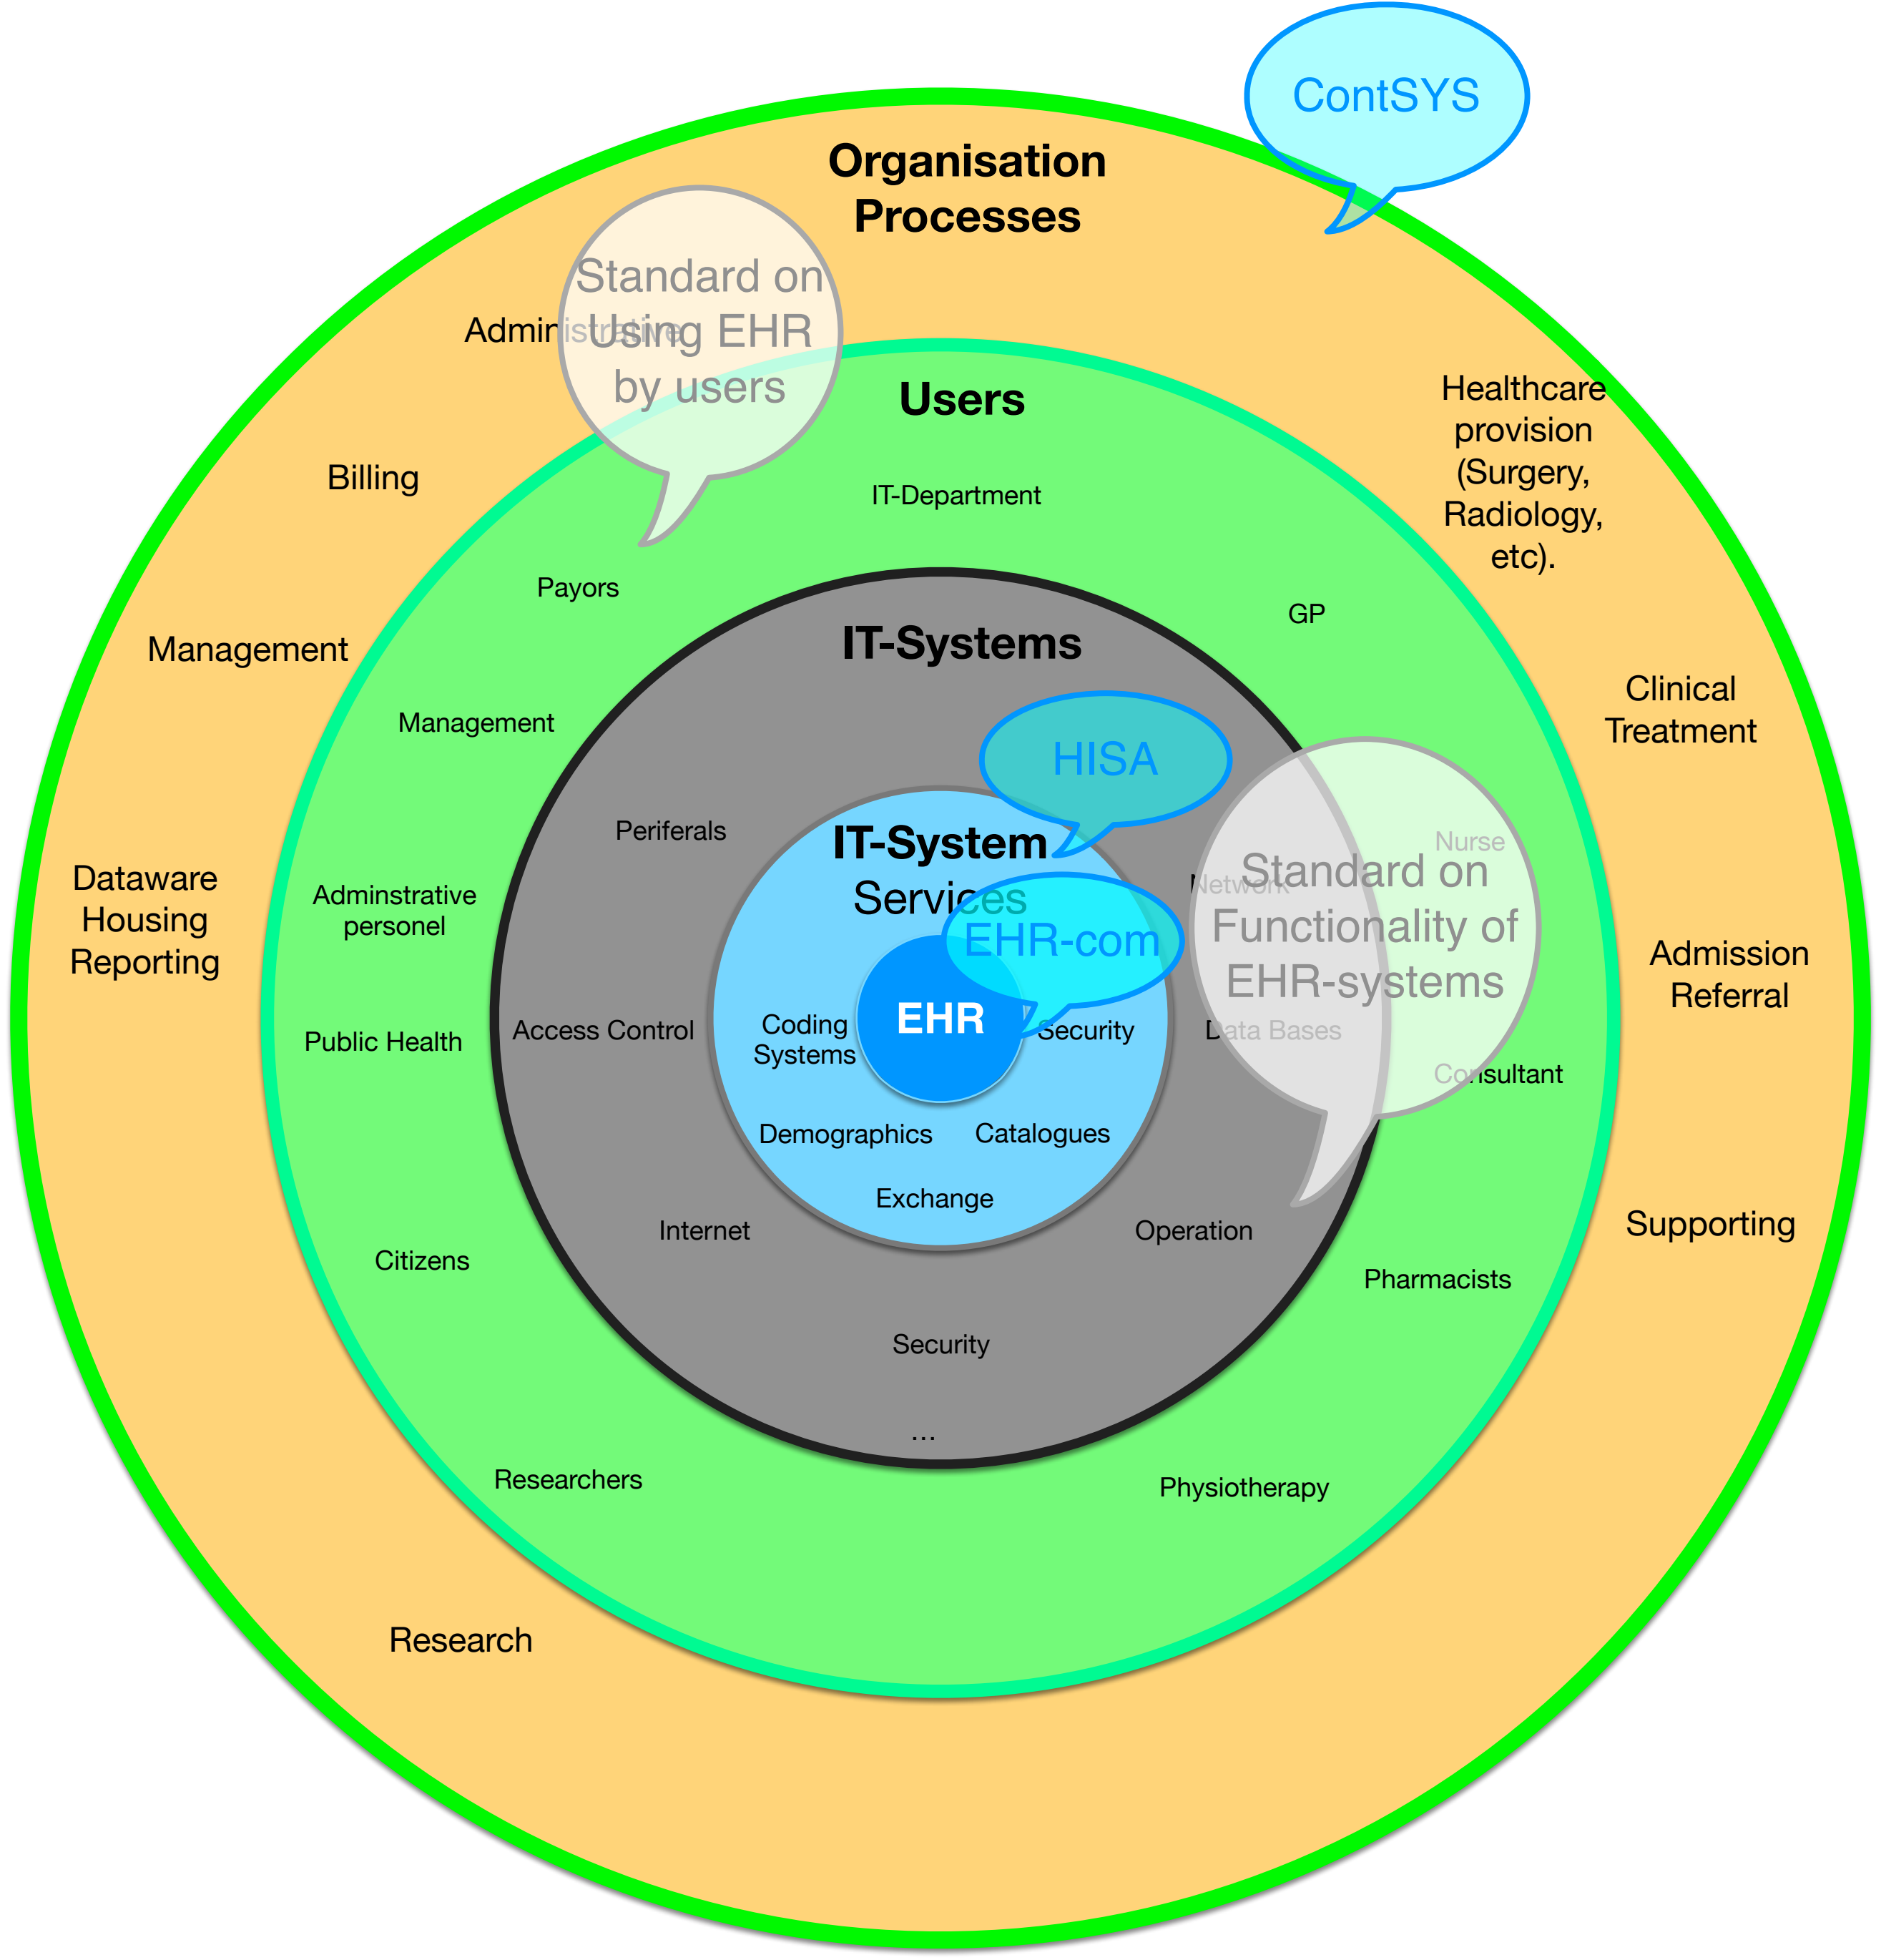 ContSYS
Organisation
Processes
Standard on
Using EHR
by users
Administrative
Users
Healthcare
provision
(Surgery,
Radiology,
etc).
Billing
IT-Department
Payors
GP
IT-Systems
Management
Clinical
Treatment
Management
HISA
Periferals
IT-System
Services
Nurse
Network
Standard on
Functionality of
EHR-systems
Dataware
Housing
Reporting
Adminstrative
personel
EHR-com
Admission
Referral
EHR
Public Health
Access Control
Coding
Systems
Security
Data Bases
Consultant
Demographics
Catalogues
Exchange
Internet
Operation
Supporting
Citizens
Pharmacists
Security
...
Researchers
Physiotherapy
Research